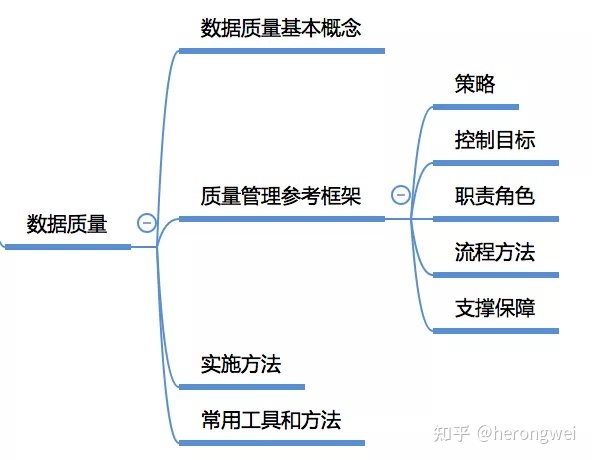 数据质量基本概念
策略
控制目标
质量管理参考框架
职责角色
数据质量
流程方法
支撑保障
实施方法
常用工具和方法
知乎 @herongwei